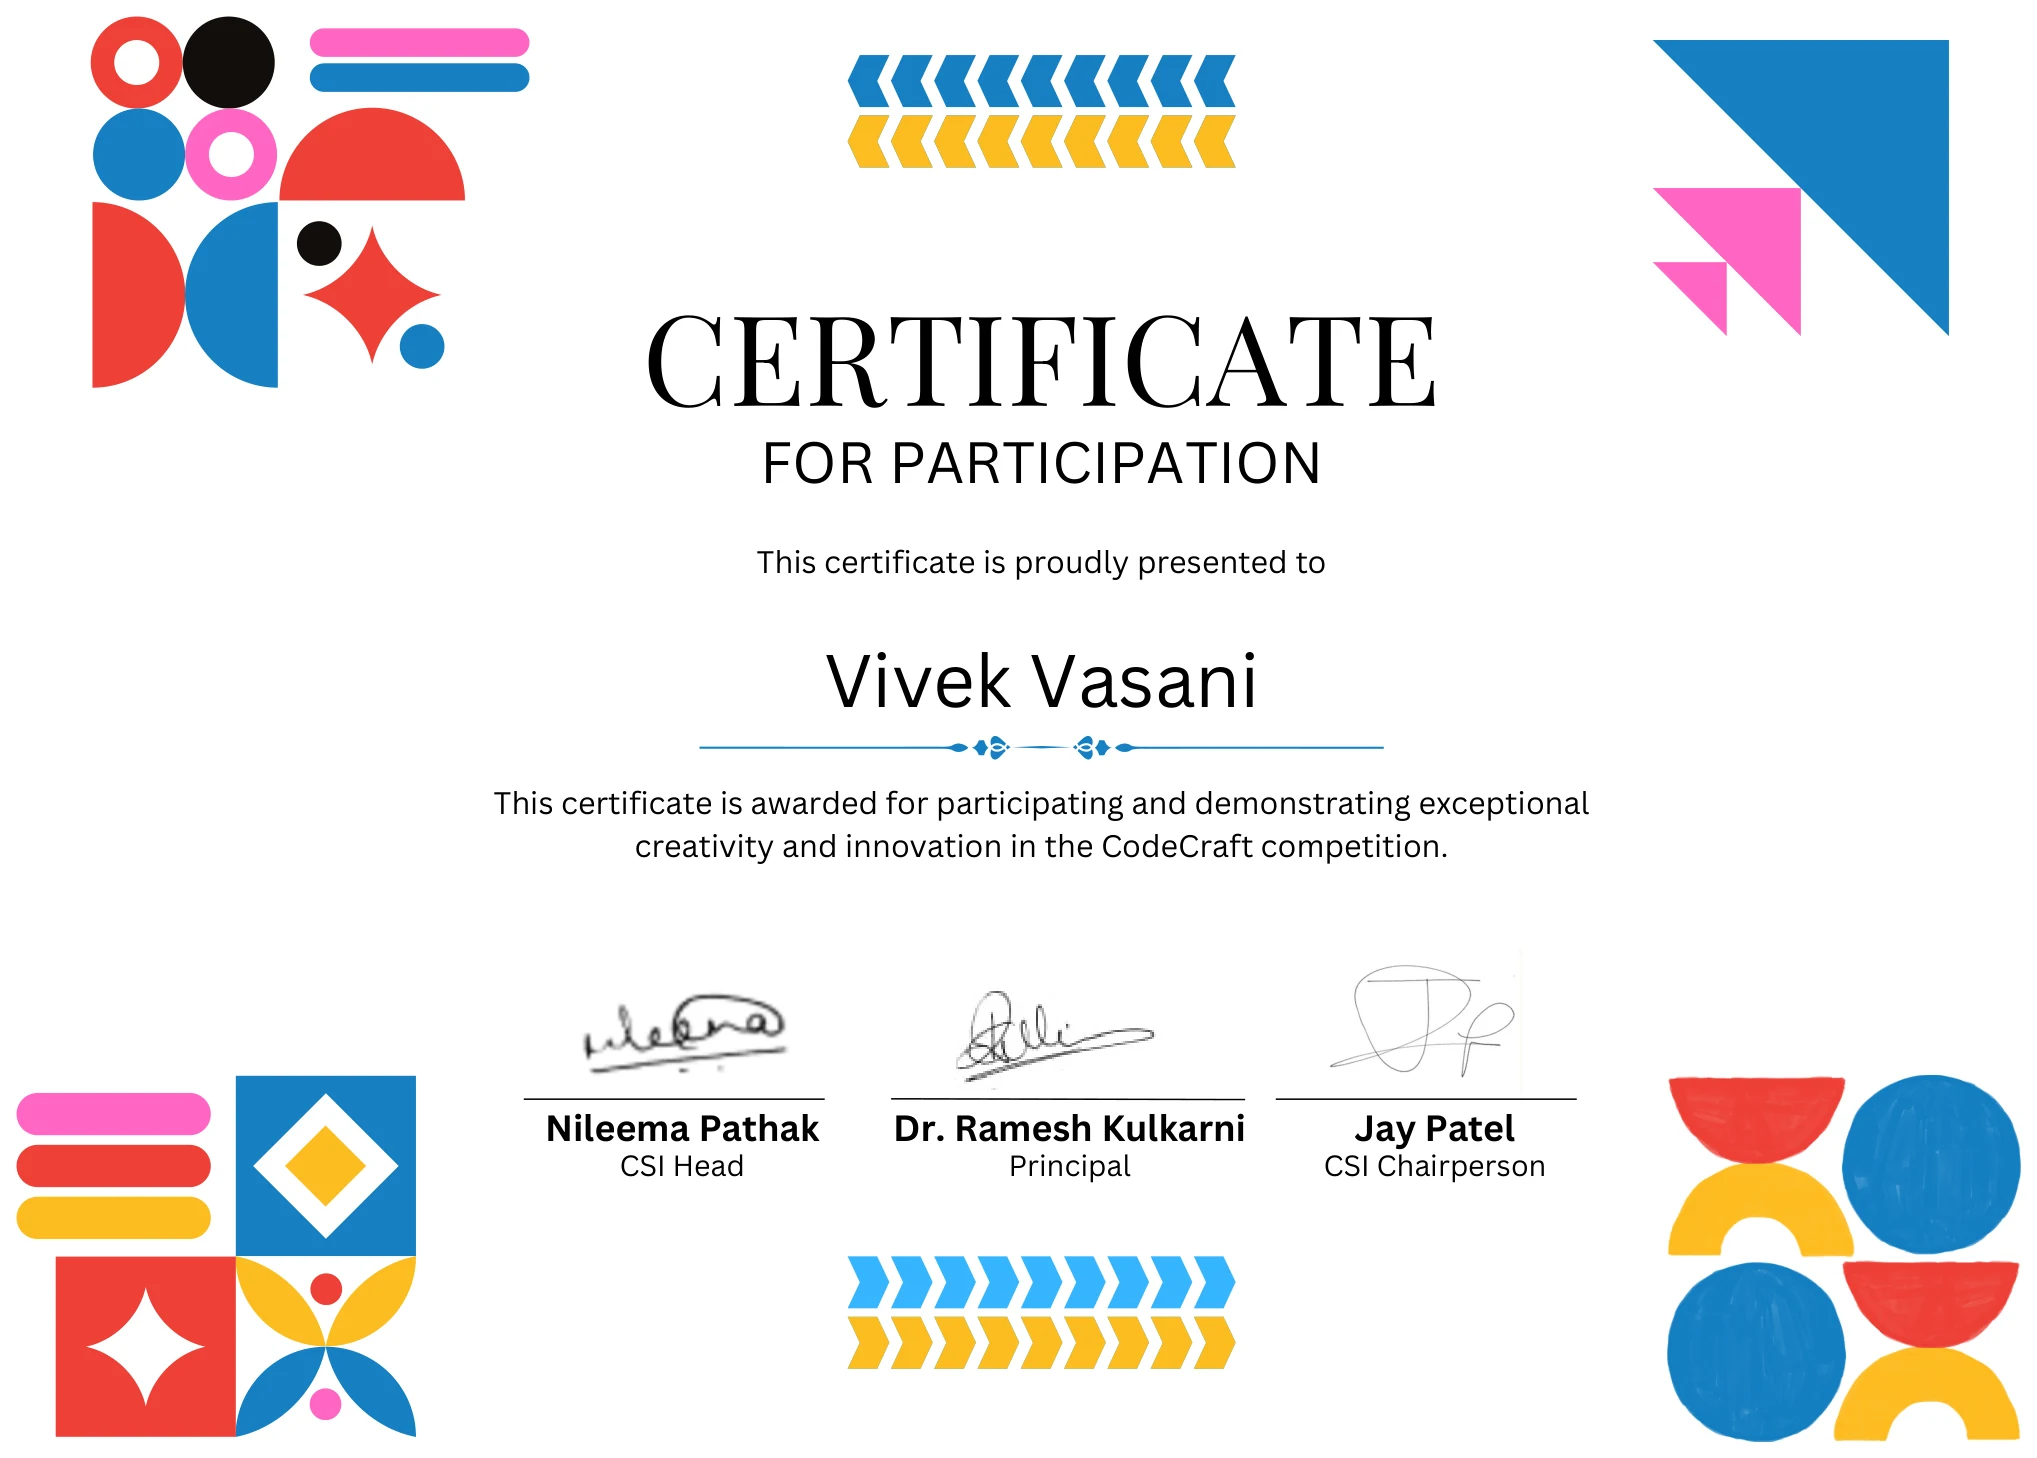 CERTIFICATE
FOR PARTICIPATION
This certificate is proudly presented to
Vivek Vasani
This certificate is awarded for participating and demonstrating exceptional
creativity and innovation in the CodeCraft competition.
Nileema
Nileema Pathak
CSI Head
Dr. Ramesh Kulkarni
Principal
Jay Patel
CSI Chairperson